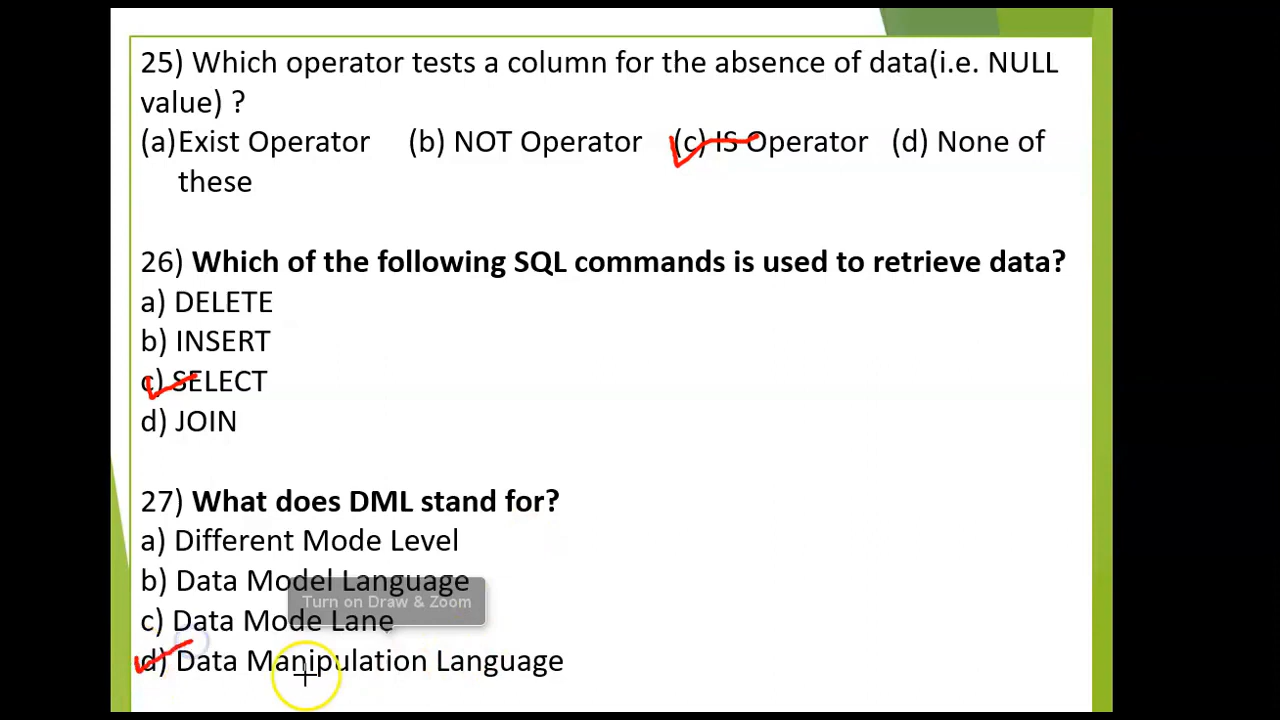 25) Which operator tests a column for the absence of data(i.e. NULL
value) ?
(a)Exist Operator (b) NOT Operator (c) IS Operator (d) None of
these
26) Which of the following SQL commands is used to retrieve data?
a) DELETE
b) INSERT
c) SELECT
d) JOIN
27) What does DML stand for?
a) Different Mode Level
b) Data Model Language
Turn on Draw & Zoom
c) Data Mode Lane
d) Data Manipulation Language